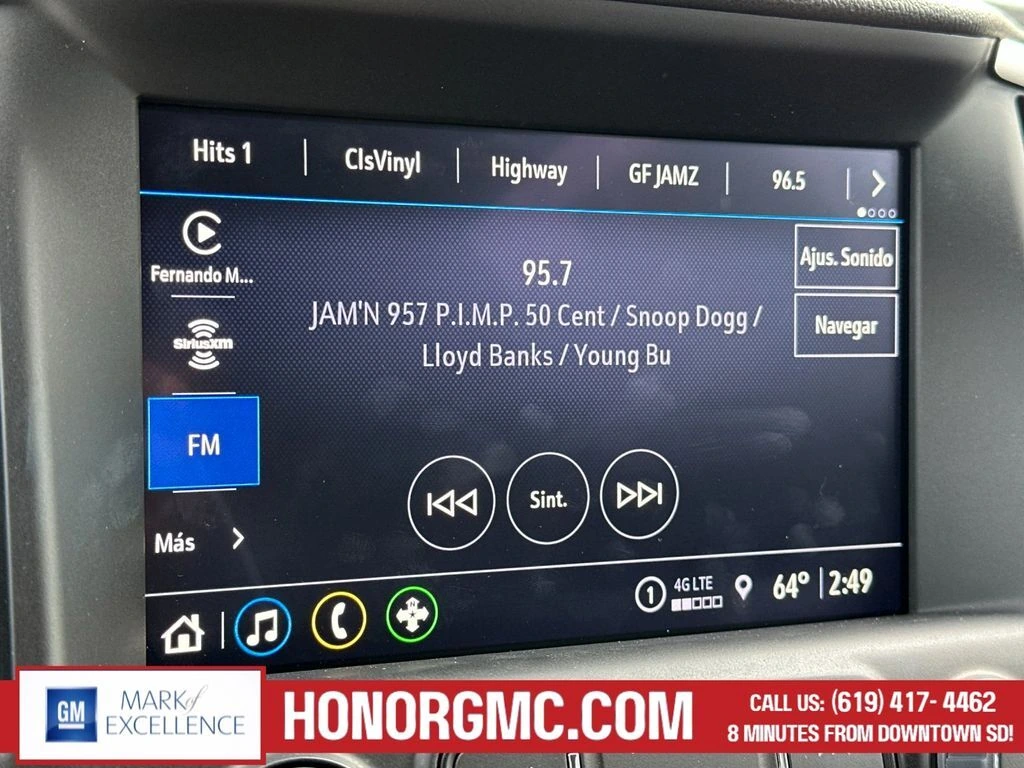 Hits 1 | ClsVinyl | Highway | GF JAMZ | 96.5
Fernando M...
SiriusXM
FM
Más
95.7
JAM'N 957 P.I.M.P. 50 Cent / Snoop Dogg /
Lloyd Banks / Young Bu
Ajus. Sonido
Navegar
Sint.
1 4G LTE 64° | 2:49
GM
MARK of
EXCELLENCE
HONORGMC.COM
CALL US: (619) 417- 4462
8 MINUTES FROM DOWNTOWN SD!